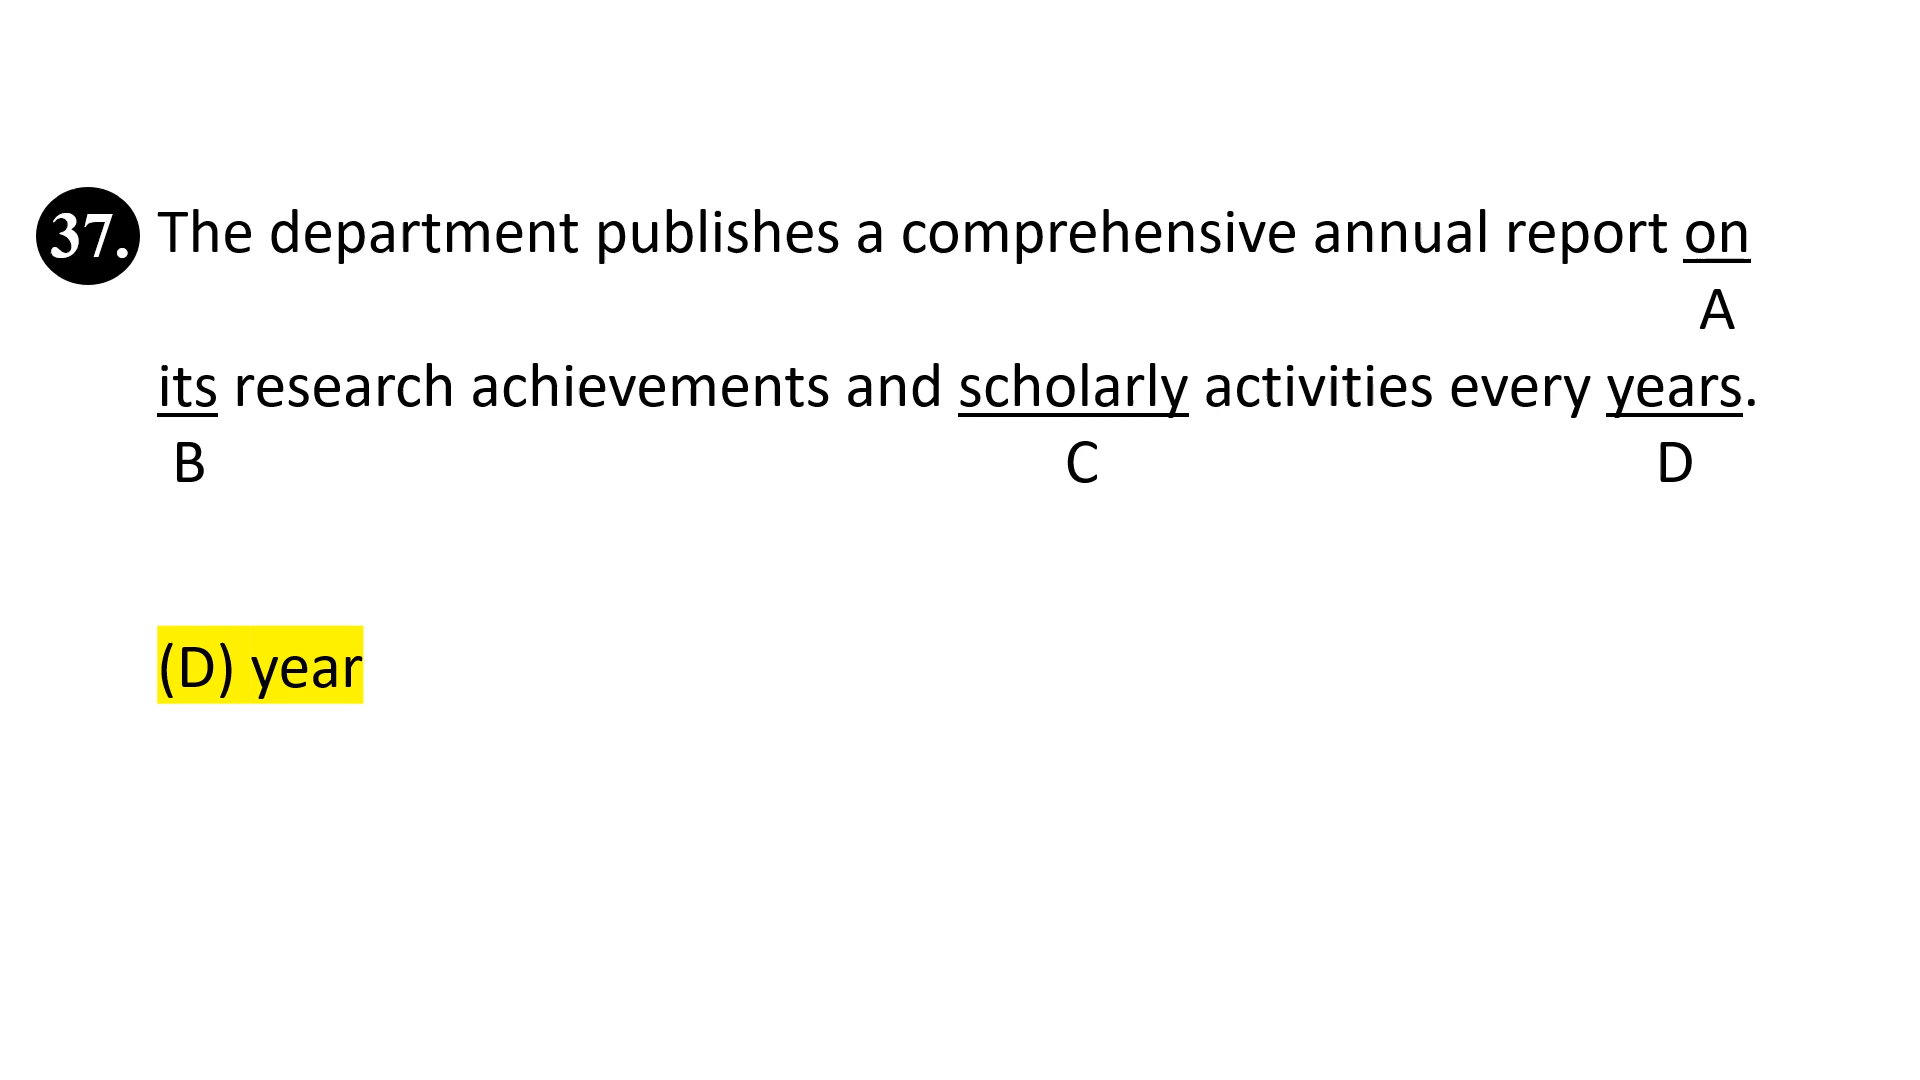 37. The department publishes a comprehensive annual report on
A
its research achievements and scholarly activities every years.
B C D
(D) year